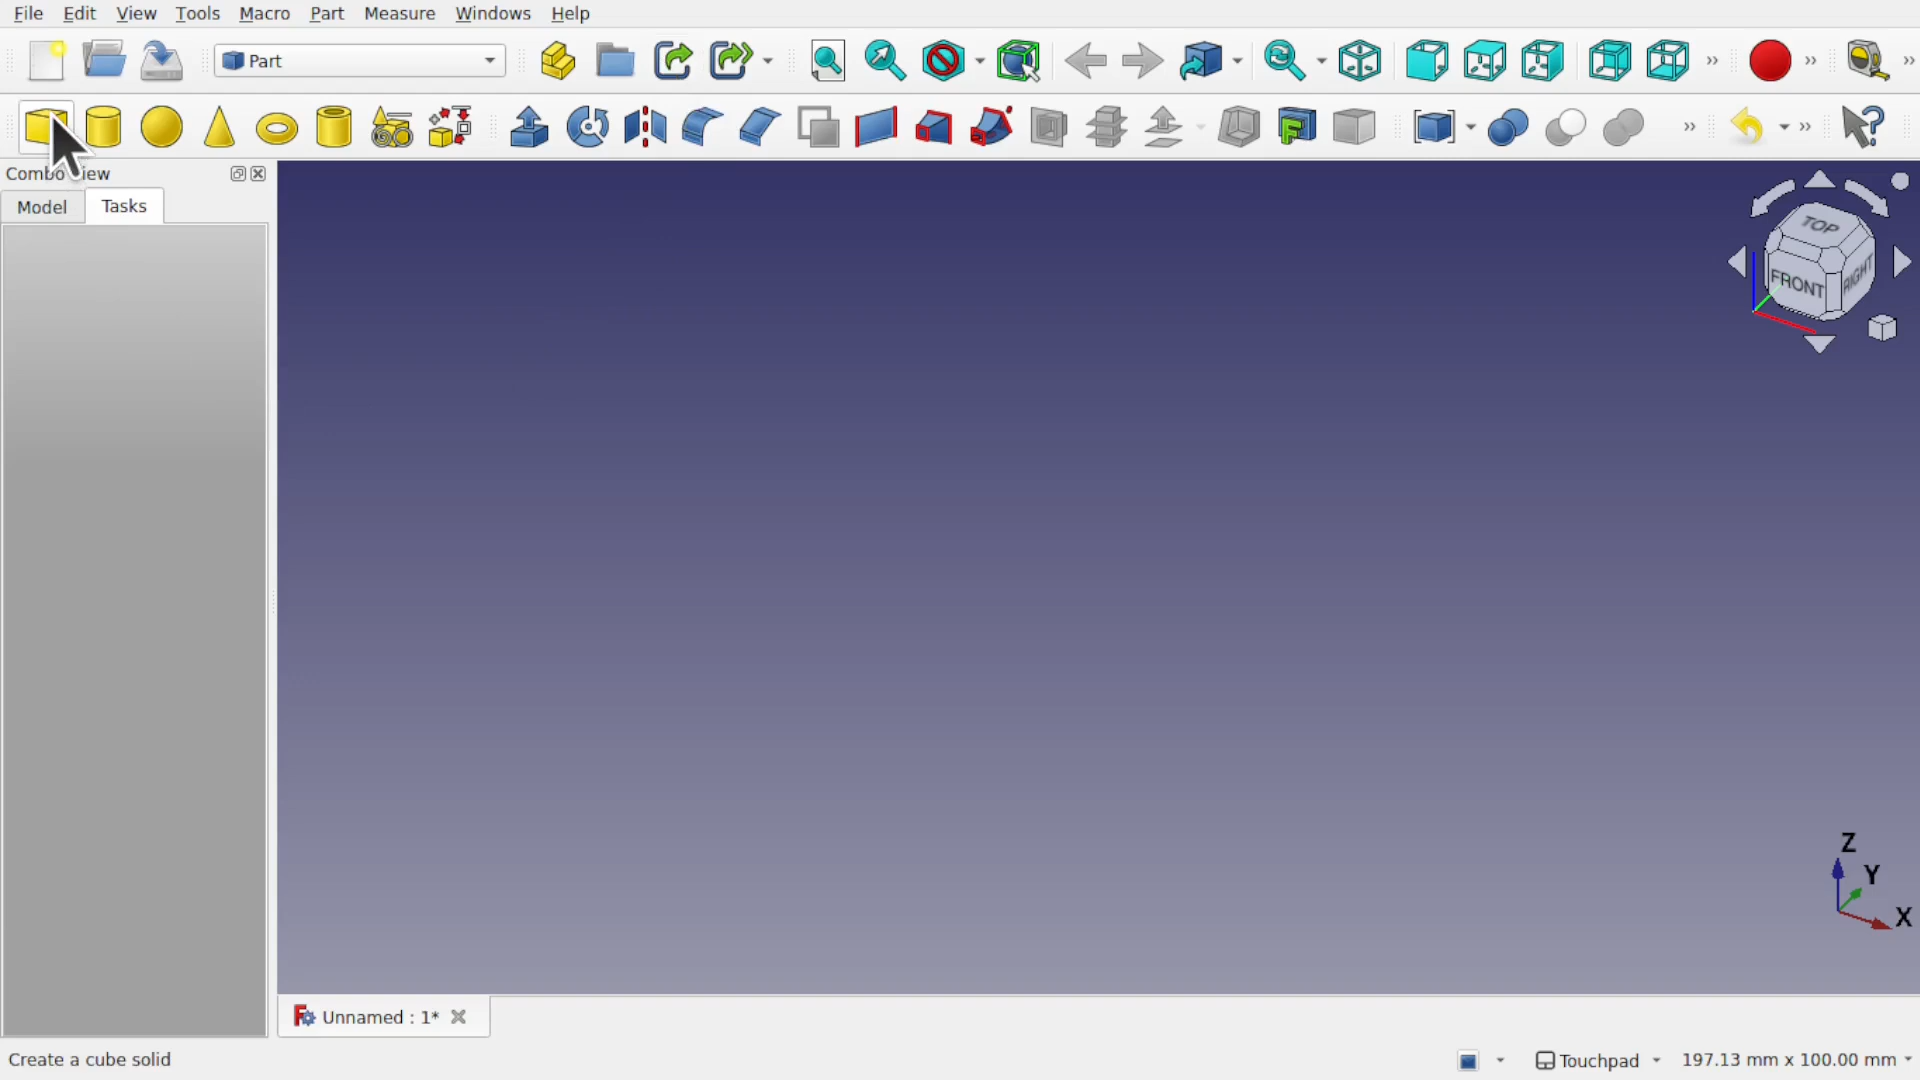 File Edit View Tools Macro Part Measure Windows Help
Part
Combo
Model Tasks
TOP
FRONT RIGHT
Z
Y
X
Unnamed : 1*
Create a cube solid Touchpad 197.13 mm x 100.00 mm